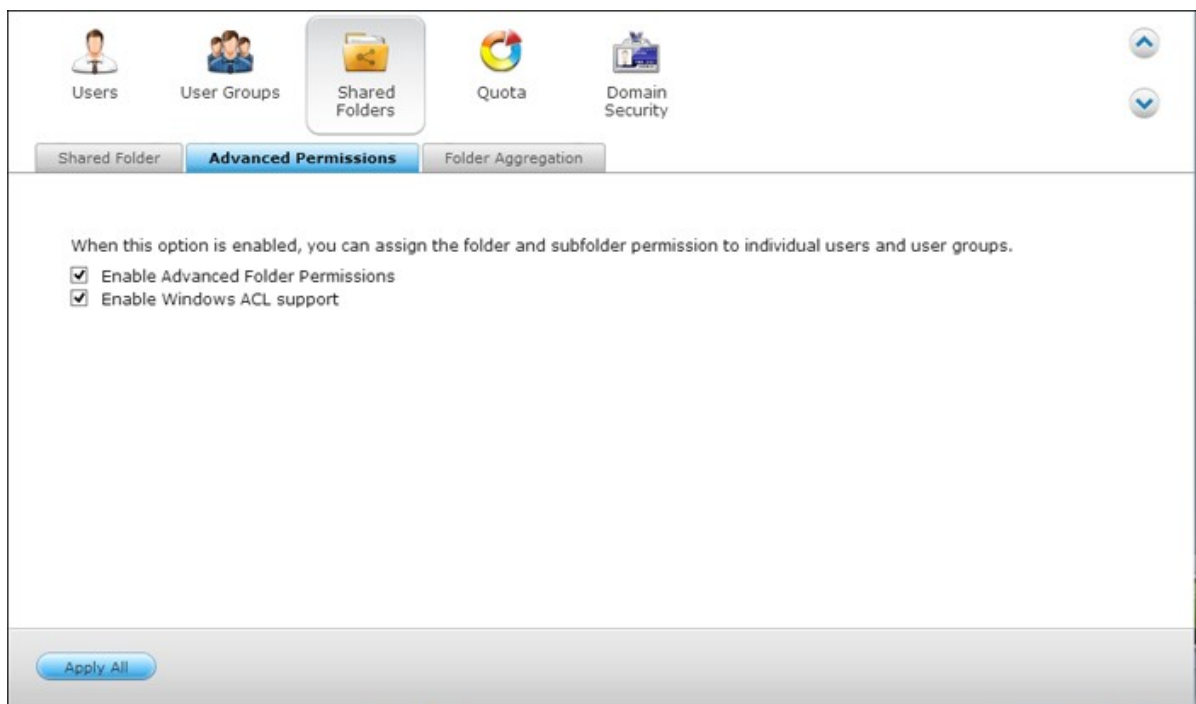 Users
User Groups
Shared
Folders
Quota
Domain
Security
Shared Folder
Advanced Permissions
Folder Aggregation
When this option is enabled, you can assign the folder and subfolder permission to individual users and user groups.
Enable Advanced Folder Permissions
Enable Windows ACL support
Apply All